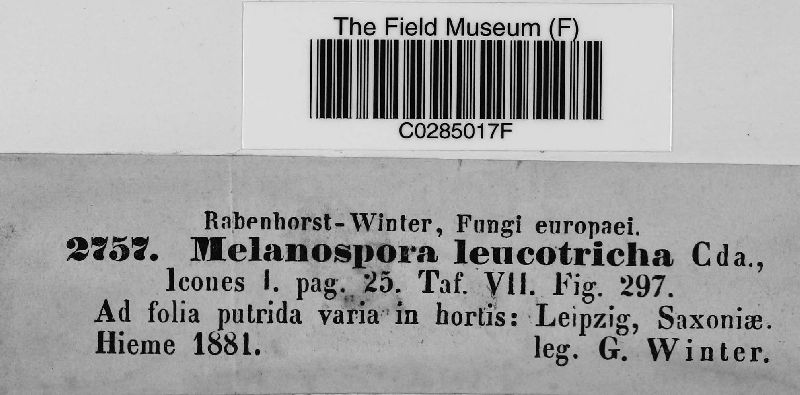 The Field Museum (F)
C0285017F
Rabenhorst-Winter, Fungi europaei.
2757. Melanospora leucotricha Cda.,
Icones I. pag. 25. Taf. VII. Fig. 297.
Ad folia putrida varia in hortis: Leipzig, Saxoniæ.
Hieme 1881. leg. G. Winter.